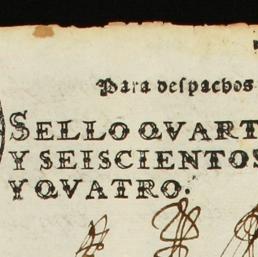 Para despachos
SELLO QVART
Y SEISCIENTOS
Y QVATRO.